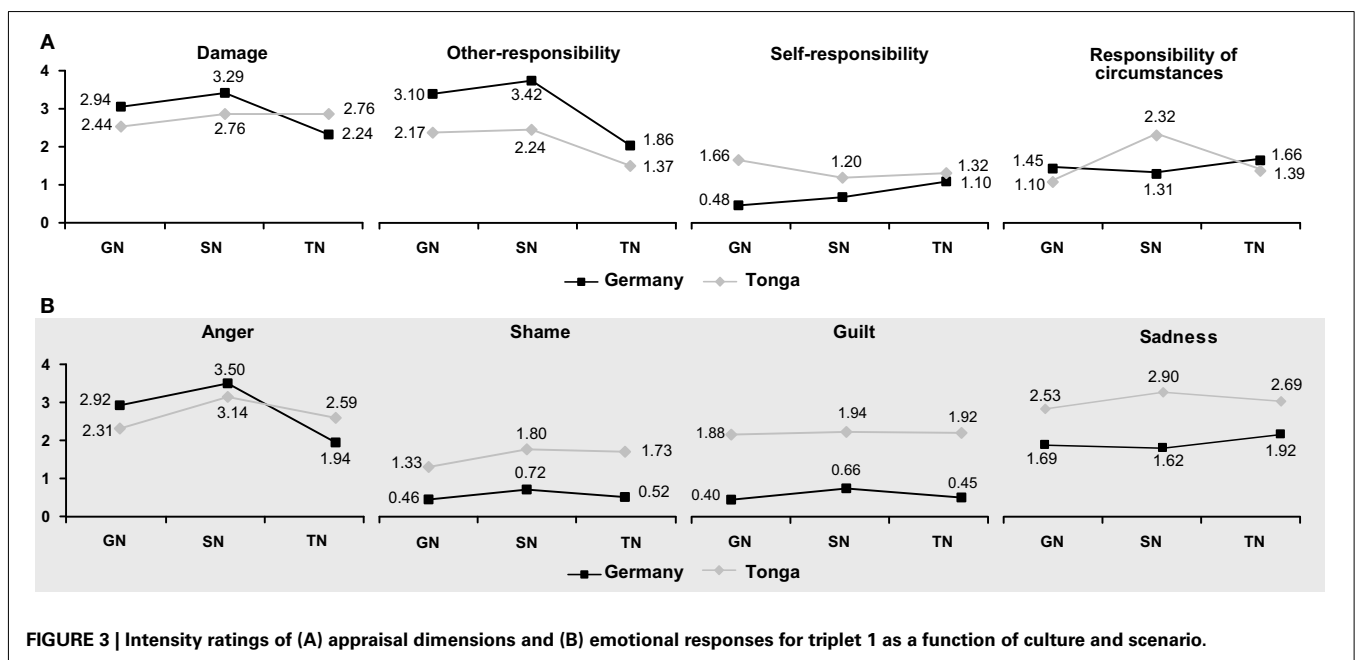 A
Damage
Other-responsibility
Self-responsibility
Responsibility of
circumstances
4
3
2
1
0
2.94
3.29
2.24
2.44
2.76
2.76
3.10
3.42
1.86
2.17
2.24
1.37
1.66
1.20
1.32
0.48
1.10
1.45
1.31
1.66
1.10
2.32
1.39
GN SN TN
GN SN TN
GN SN TN
GN SN TN
Germany Tonga
B
Anger
Shame
Guilt
Sadness
4
3
2
1
0
2.92
3.50
1.94
2.31
3.14
2.59
1.33
1.80
1.73
0.46
0.72
0.52
1.88
1.94
1.92
0.40
0.66
0.45
2.53
2.90
2.69
1.69
1.62
1.92
GN SN TN
GN SN TN
GN SN TN
GN SN TN
Germany Tonga
FIGURE 3 | Intensity ratings of (A) appraisal dimensions and (B) emotional responses for triplet 1 as a function of culture and scenario.